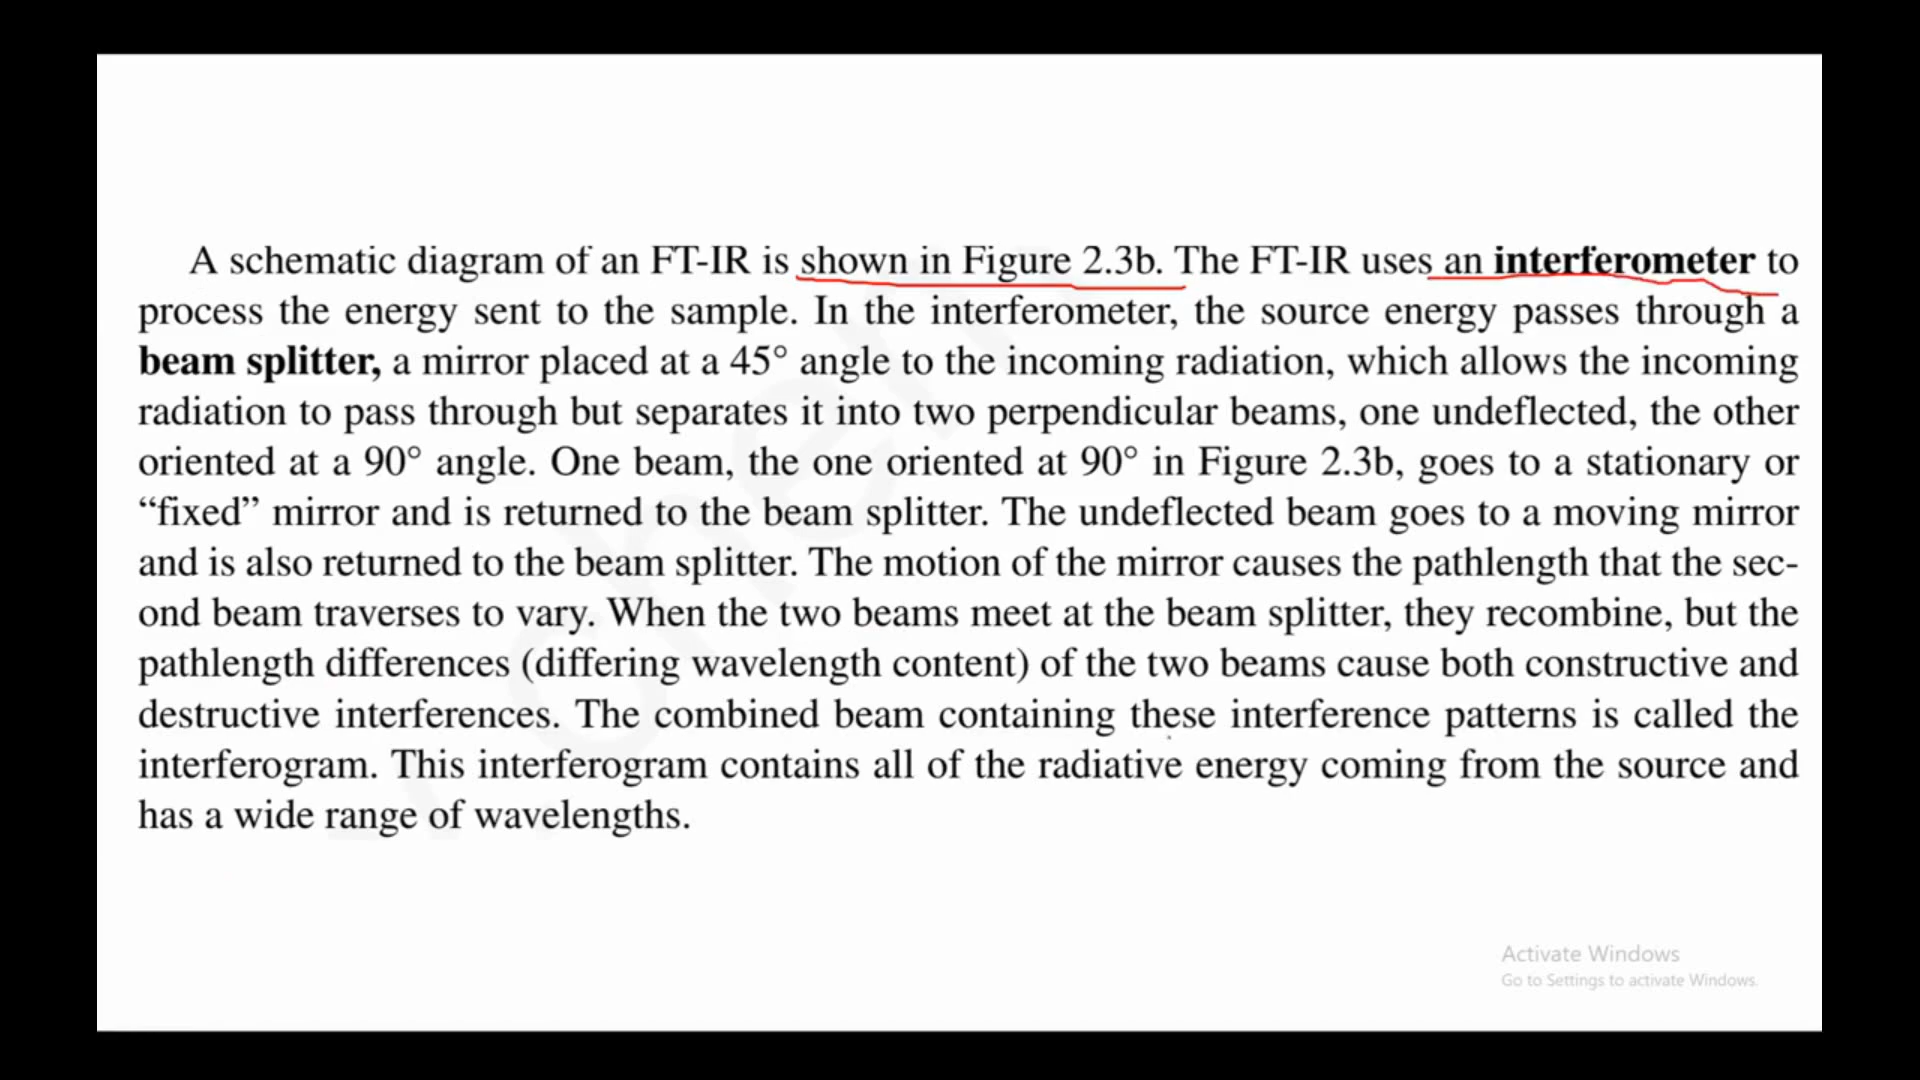 A schematic diagram of an FT-IR is shown in Figure 2.3b. The FT-IR uses an interferometer to
process the energy sent to the sample. In the interferometer, the source energy passes through a
beam splitter, a mirror placed at a 45° angle to the incoming radiation, which allows the incoming
radiation to pass through but separates it into two perpendicular beams, one undeflected, the other
oriented at a 90° angle. One beam, the one oriented at 90° in Figure 2.3b, goes to a stationary or
“fixed” mirror and is returned to the beam splitter. The undeflected beam goes to a moving mirror
and is also returned to the beam splitter. The motion of the mirror causes the pathlength that the sec-
ond beam traverses to vary. When the two beams meet at the beam splitter, they recombine, but the
pathlength differences (differing wavelength content) of the two beams cause both constructive and
destructive interferences. The combined beam containing these interference patterns is called the
interferogram. This interferogram contains all of the radiative energy coming from the source and
has a wide range of wavelengths.
Activate Windows
Go to Settings to activate Windows.